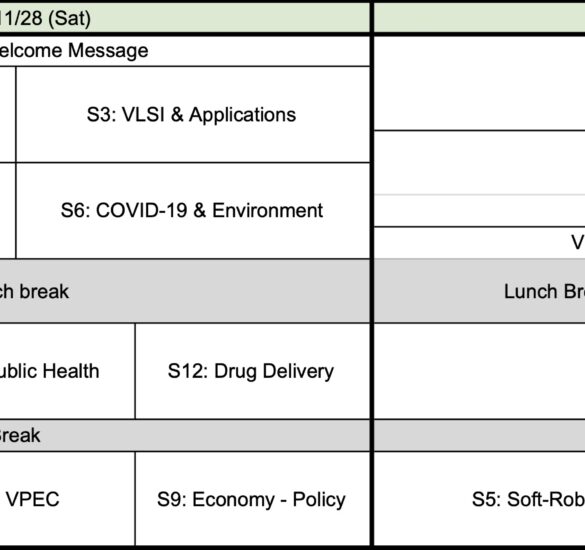 11/28 (Sat)
elcome Message
S3: VLSI & Applications
S6: COVID-19 & Environment
V
ch break
Lunch Br
ublic Health
S12: Drug Delivery
Break
VPEC
S9: Economy - Policy
S5: Soft-Rob